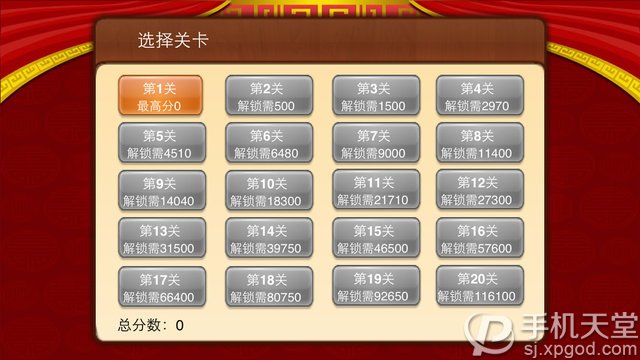 选择关卡
第1关
最高分0
第2关
解锁需500
第3关
解锁需1500
第4关
解锁需2970
第5关
解锁需4510
第6关
解锁需6480
第7关
解锁需9000
第8关
解锁需11400
第9关
解锁需14040
第10关
解锁需18300
第11关
解锁需21710
第12关
解锁需27300
第13关
解锁需31500
第14关
解锁需39750
第15关
解锁需46500
第16关
解锁需57600
第17关
解锁需66400
第18关
解锁需80750
第19关
解锁需92650
第20关
解锁需116100
总分数：0
手机天堂
sj.xpgod.com